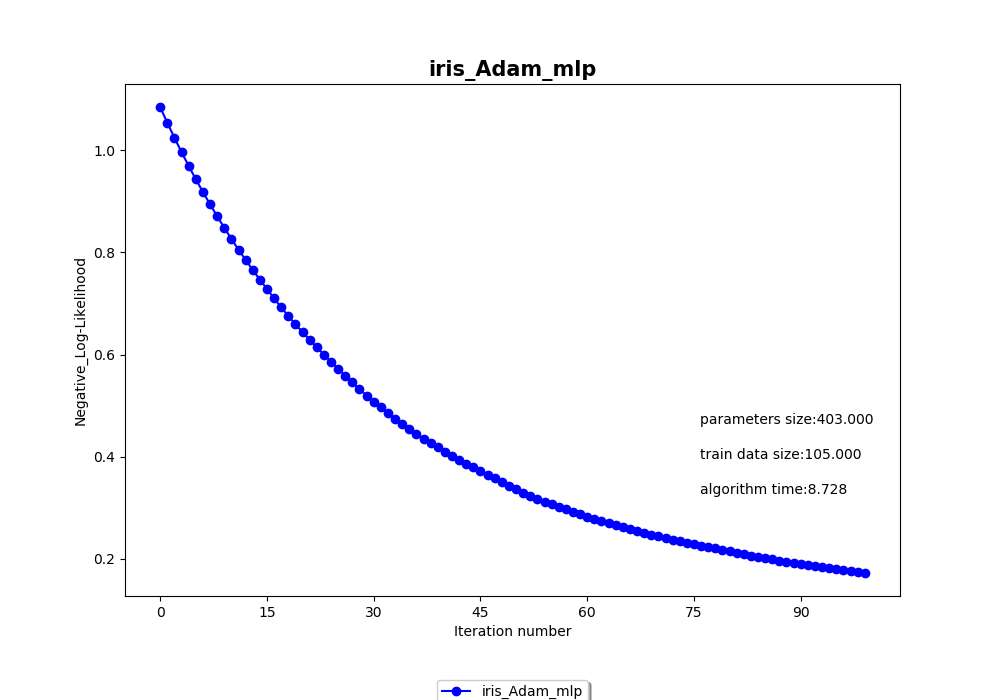 iris_Adam_mlp
1.0
0.8
0.6
0.4
0.2
Negative_Log-Likelihood
parameters size:403.000
train data size:105.000
algorithm time:8.728
0 15 30 45 60 75 90
Iteration number
iris_Adam_mlp